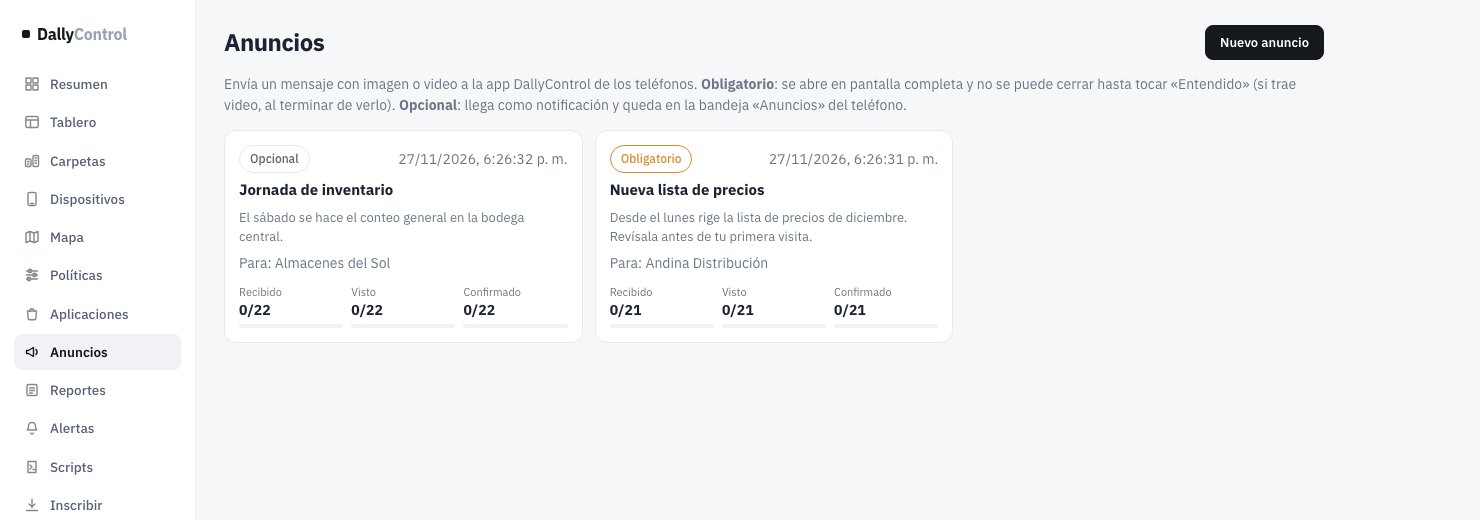 DallyControl
Resumen
Tablero
Carpetas
Dispositivos
Mapa
Políticas
Aplicaciones
Anuncios
Reportes
Alertas
Scripts
Inscribir
Anuncios
Nuevo anuncio
Envía un mensaje con imagen o video a la app DallyControl de los teléfonos. Obligatorio: se abre en pantalla completa y no se puede cerrar hasta tocar «Entendido» (si trae
video, al terminar de verlo). Opcional: llega como notificación y queda en la bandeja «Anuncios» del teléfono.
Opcional 27/11/2026, 6:26:32 p. m.
Jornada de inventario
El sábado se hace el conteo general en la bodega
central.
Para: Almacenes del Sol
Recibido Visto Confirmado
0/22 0/22 0/22
Obligatorio 27/11/2026, 6:26:31 p. m.
Nueva lista de precios
Desde el lunes rige la lista de precios de diciembre.
Revísala antes de tu primera visita.
Para: Andina Distribución
Recibido Visto Confirmado
0/21 0/21 0/21